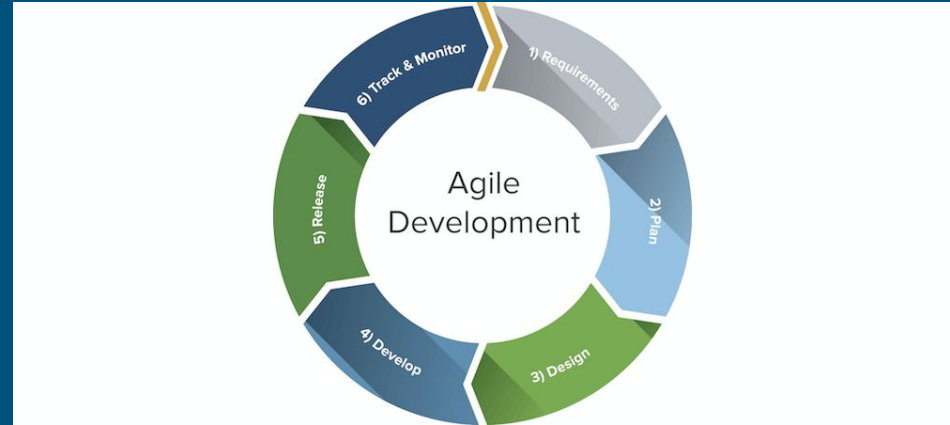 Agile
Development
1) Requirements
2) Plan
3) Design
4) Develop
5) Release
6) Track & Monitor